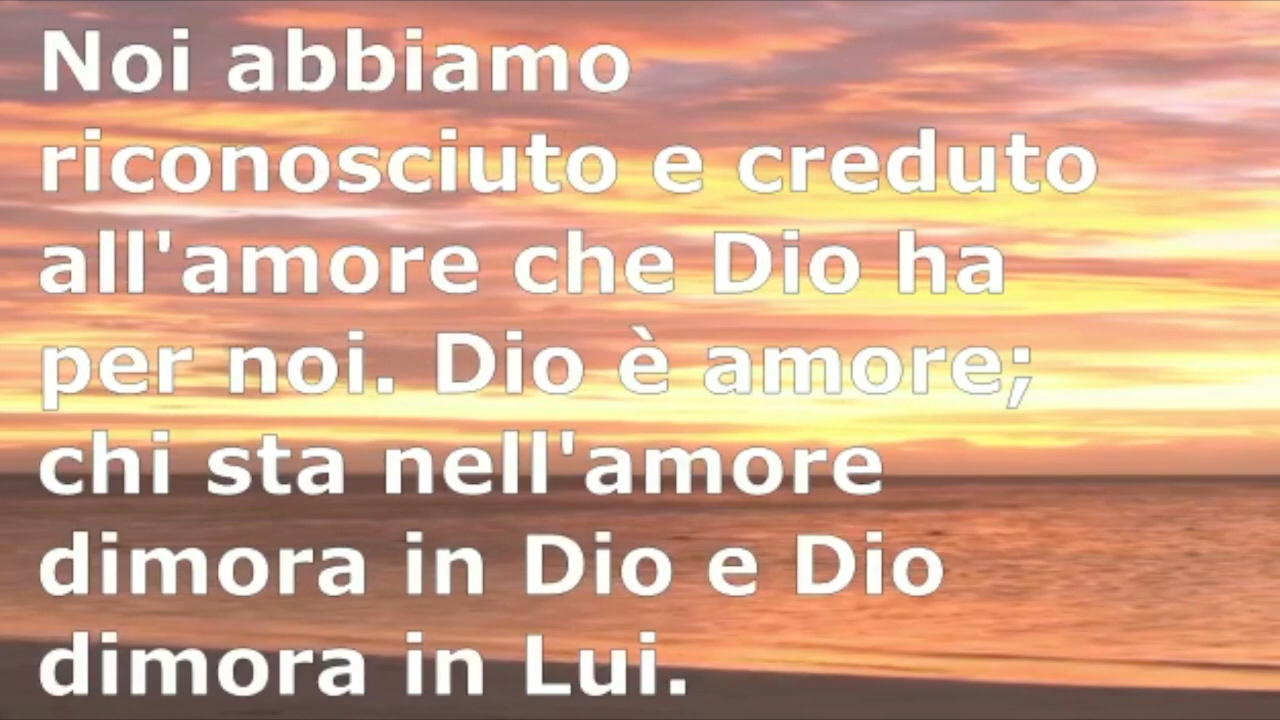 Noi abbiamo
riconosciuto e creduto
all'amore che Dio ha
per noi. Dio è amore;
chi sta nell'amore
dimora in Dio e Dio
dimora in Lui.